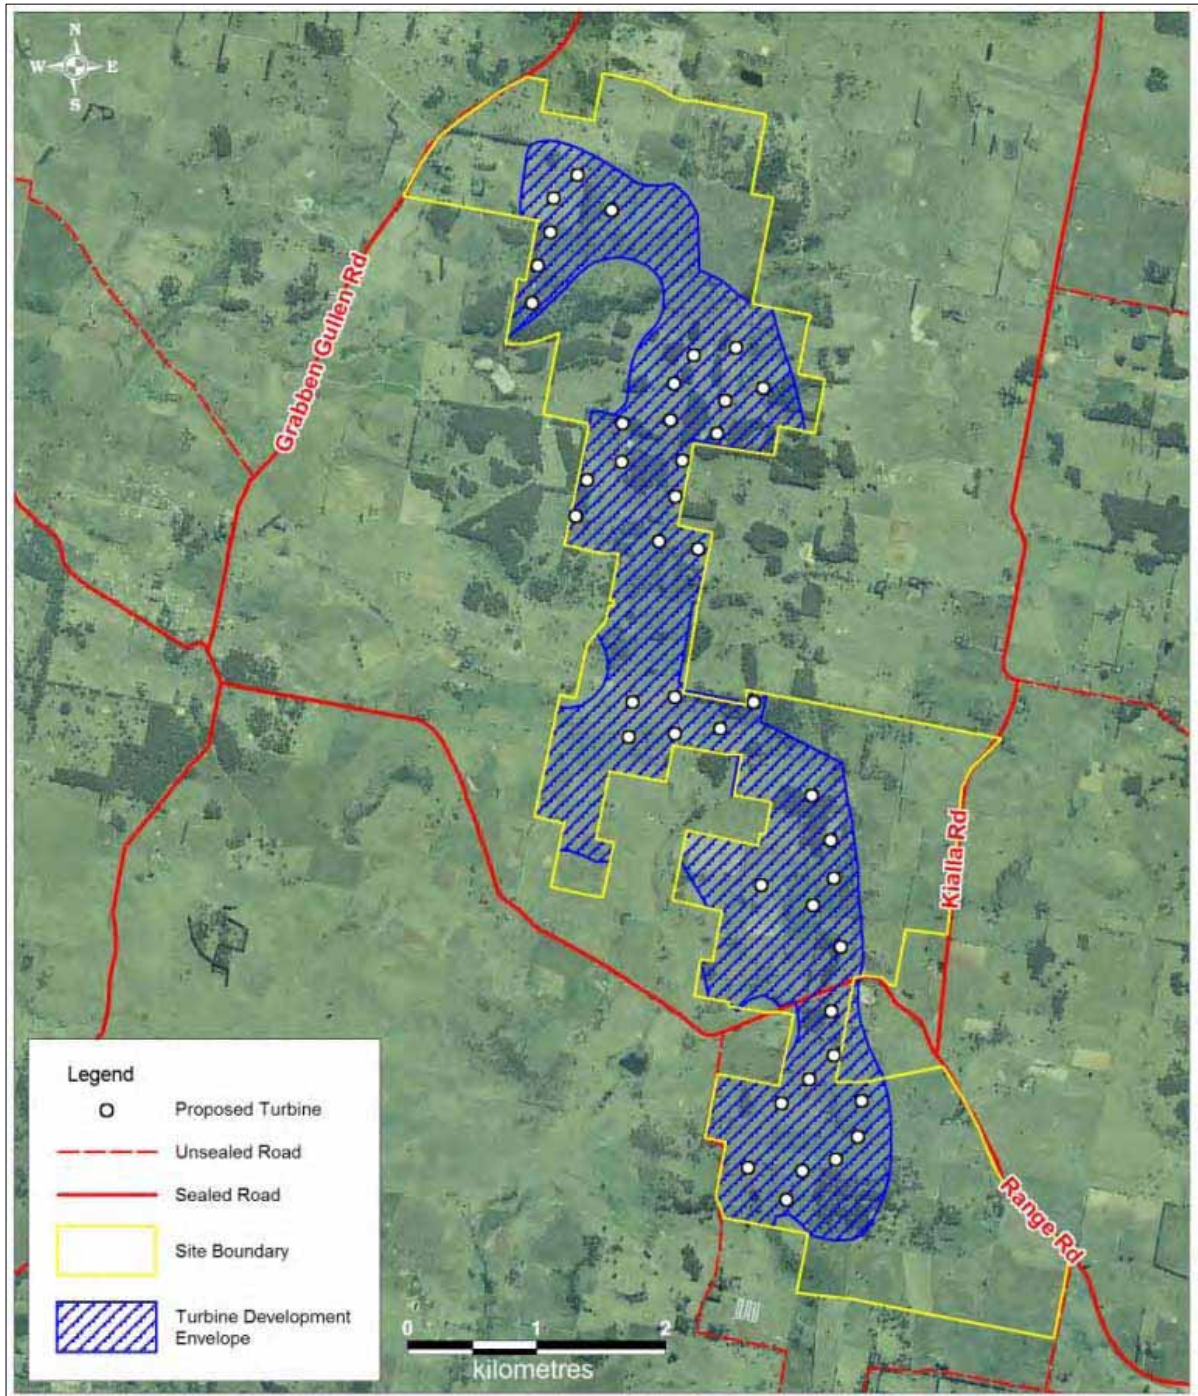 N
W E
S
Grabben Gullen Rd
Kialla Rd
Range Rd
Legend
Proposed Turbine
Unsealed Road
Sealed Road
Site Boundary
Turbine Development
Envelope
0 1 2
kilometres